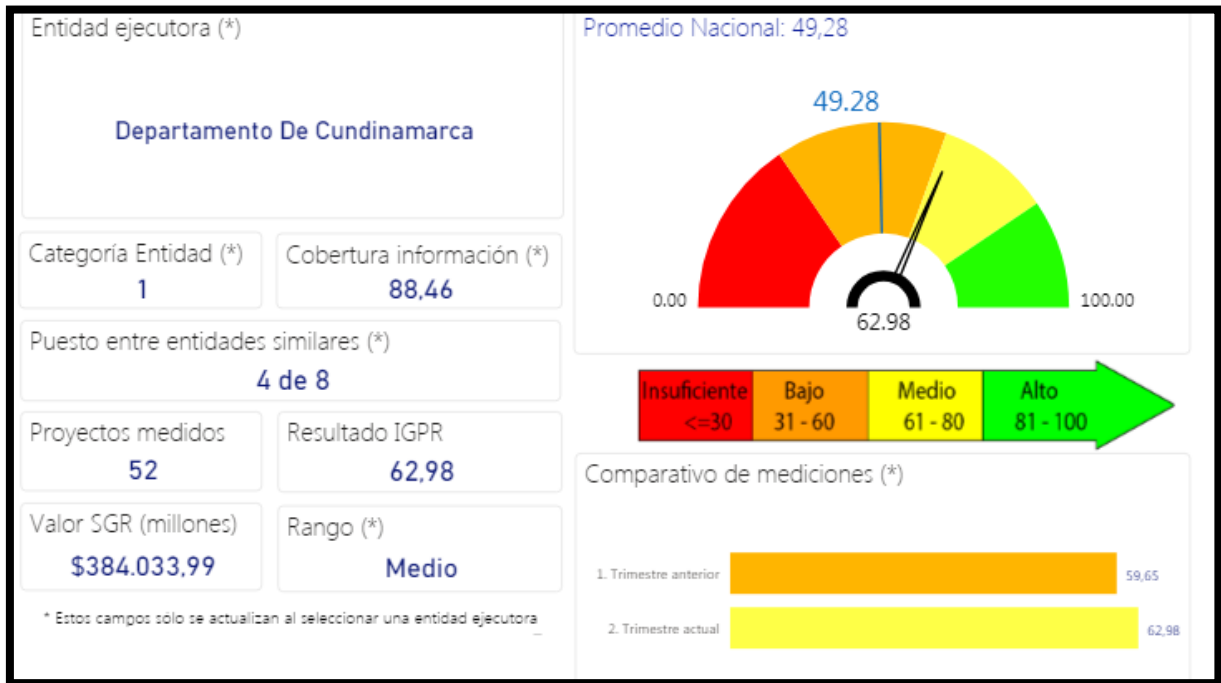 Entidad ejecutora (*)
Departamento De Cundinamarca
Categoría Entidad (*)
1
Cobertura información (*)
88,46
Puesto entre entidades similares (*)
4 de 8
Proyectos medidos
52
Resultado IGPR
62,98
Valor SGR (millones)
$384.033,99
Rango (*)
Medio
* Estos campos sólo se actualizan al seleccionar una entidad ejecutora
Promedio Nacional: 49,28
49.28
0.00
100.00
62.98
Insuficiente
<=30
Bajo
31 - 60
Medio
61 - 80
Alto
81 - 100
Comparativo de mediciones (*)
1. Trimestre anterior
59,65
2. Trimestre actual
62,98